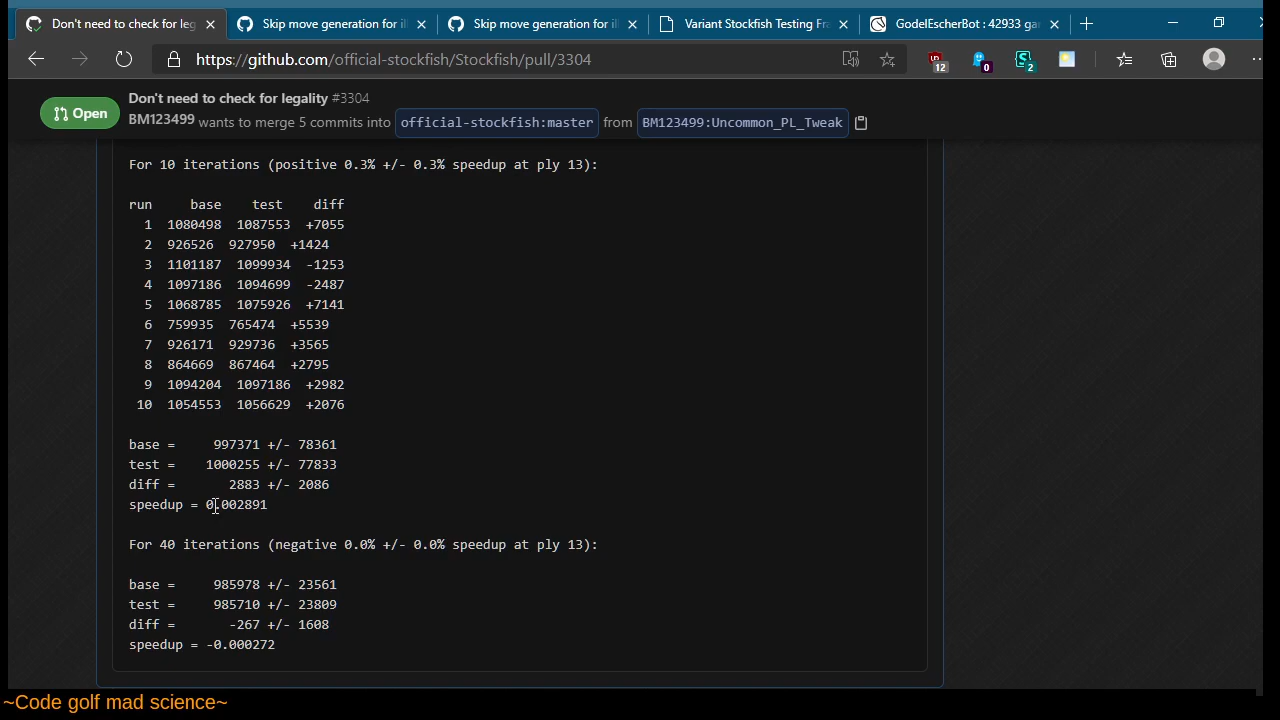 Don't need to check for leg
Skip move generation for il
Skip move generation for il
Variant Stockfish Testing Fra
GodelEscherBot : 42933 ga
https://github.com/official-stockfish/Stockfish/pull/3304
12
0
2
Open
Don't need to check for legality #3304
BM123499 wants to merge 5 commits into official-stockfish:master from BM123499:Uncommon_PL_Tweak
For 10 iterations (positive 0.3% +/- 0.3% speedup at ply 13):
run base test diff
1 1080498 1087553 +7055
2 926526 927950 +1424
3 1101187 1099934 -1253
4 1097186 1094699 -2487
5 1068785 1075926 +7141
6 759935 765474 +5539
7 926171 929736 +3565
8 864669 867464 +2795
9 1094204 1097186 +2982
10 1054553 1056629 +2076
base = 997371 +/- 78361
test = 1000255 +/- 77833
diff = 2883 +/- 2086
speedup = 0.002891
For 40 iterations (negative 0.0% +/- 0.0% speedup at ply 13):
base = 985978 +/- 23561
test = 985710 +/- 23809
diff = -267 +/- 1608
speedup = -0.000272
~Code golf mad science~